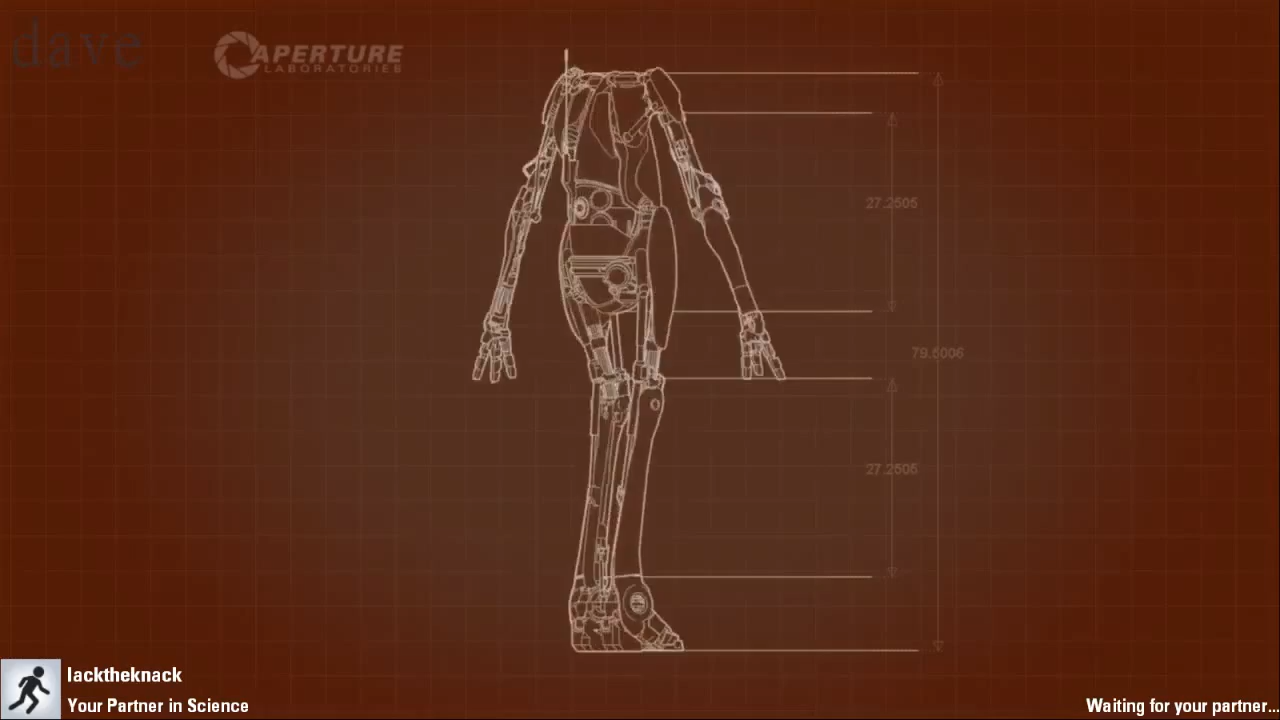 dave
APERTURE
LABORATORIES
27.2505
79.5006
27.2505
lacktheknack
Your Partner in Science
Waiting for your partner...